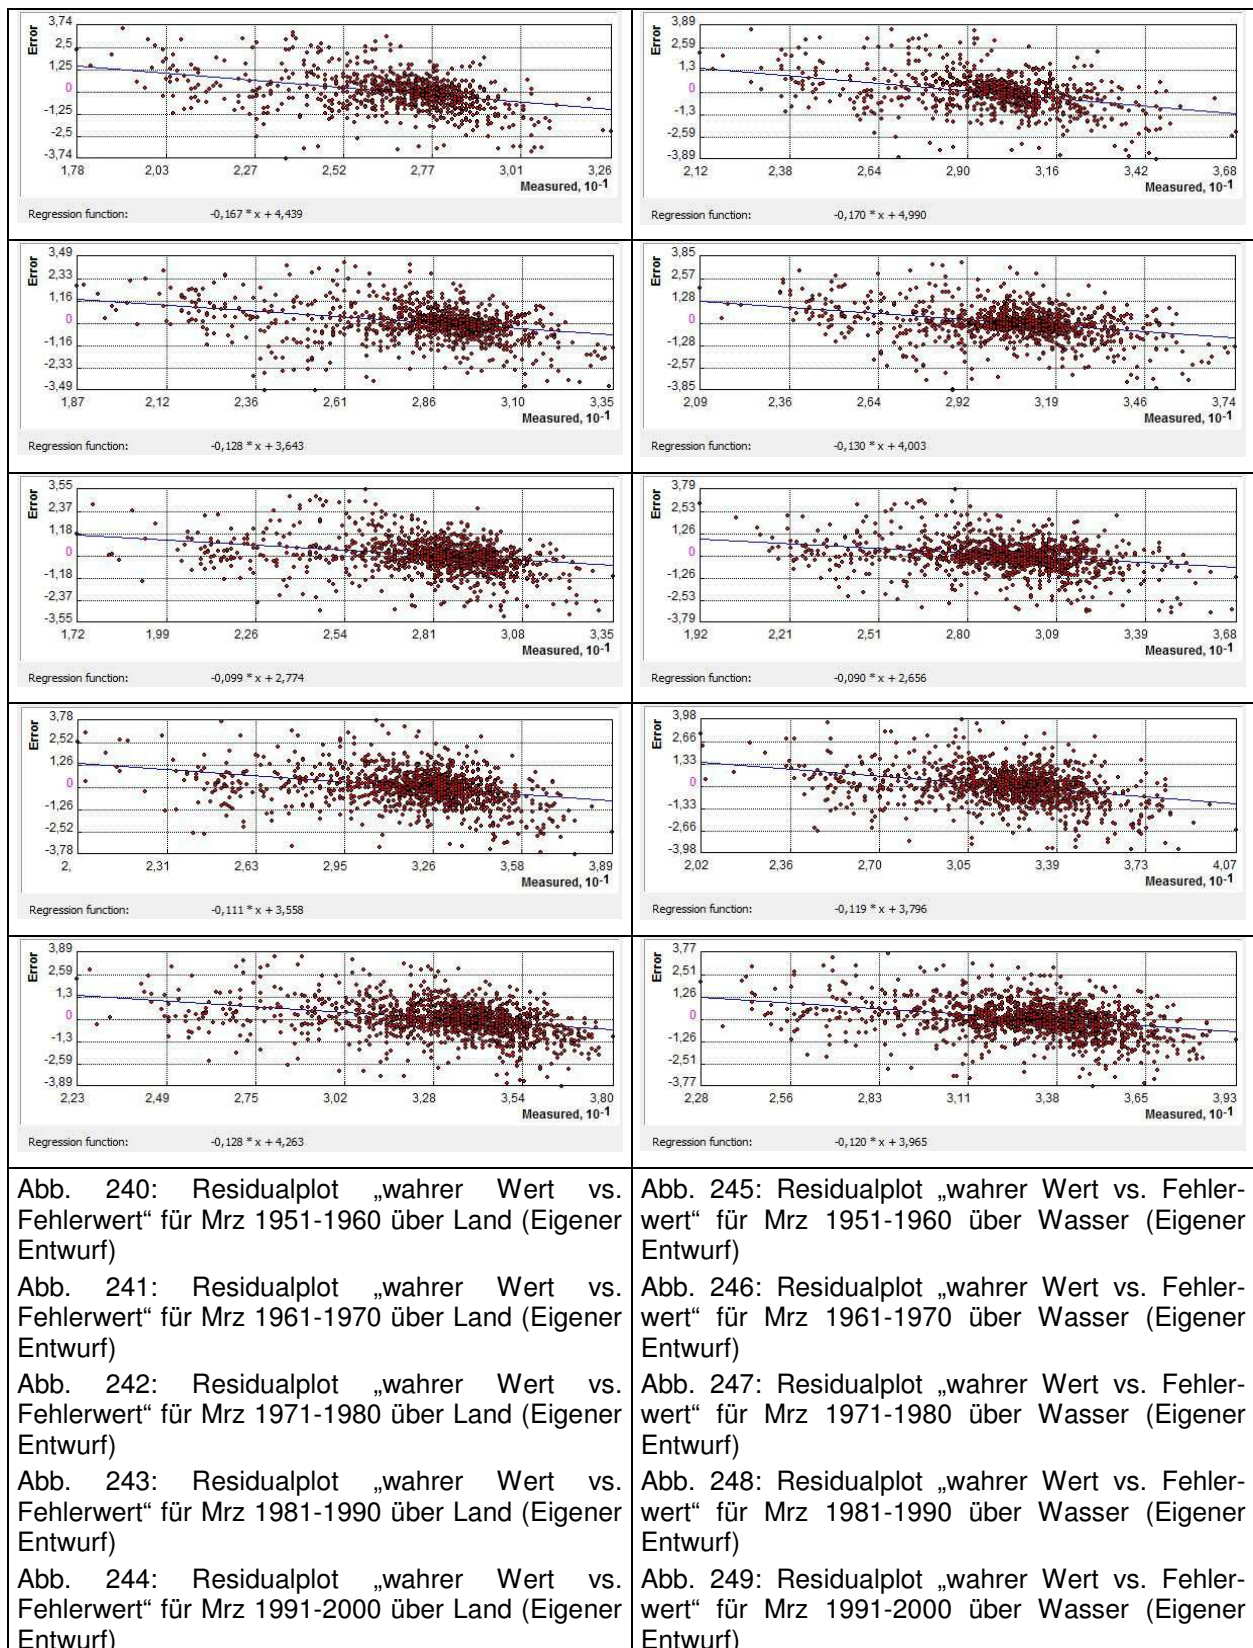 3,74
2,5
1,25
0
-1,25
-2,5
-3,74
Error
1,78 2,03 2,27 2,52 2,77 3,01 3,26
Measured, 10-1
Regression function: -0,167 * x + 4,439
3,89
2,59
1,3
0
-1,3
-2,59
-3,89
Error
2,12 2,38 2,64 2,90 3,16 3,42 3,68
Measured, 10-1
Regression function: -0,170 * x + 4,990
3,49
2,33
1,16
0
-1,16
-2,33
-3,49
Error
1,87 2,12 2,36 2,61 2,86 3,10 3,35
Measured, 10-1
Regression function: -0,128 * x + 3,643
3,85
2,57
1,28
0
-1,28
-2,57
-3,85
Error
2,09 2,36 2,64 2,92 3,19 3,46 3,74
Measured, 10-1
Regression function: -0,130 * x + 4,003
3,55
2,37
1,18
0
-1,18
-2,37
-3,55
Error
1,72 1,99 2,26 2,54 2,81 3,08 3,35
Measured, 10-1
Regression function: -0,099 * x + 2,774
3,79
2,53
1,26
0
-1,26
-2,53
-3,79
Error
1,92 2,21 2,51 2,80 3,09 3,39 3,68
Measured, 10-1
Regression function: -0,090 * x + 2,656
3,78
2,52
1,26
0
-1,26
-2,52
-3,78
Error
2, 2,31 2,63 2,95 3,26 3,58 3,89
Measured, 10-1
Regression function: -0,111 * x + 3,558
3,98
2,66
1,33
0
-1,33
-2,66
-3,98
Error
2,02 2,36 2,70 3,05 3,39 3,73 4,07
Measured, 10-1
Regression function: -0,119 * x + 3,796
3,89
2,59
1,3
0
-1,3
-2,59
-3,89
Error
2,23 2,49 2,75 3,02 3,28 3,54 3,80
Measured, 10-1
Regression function: -0,128 * x + 4,263
3,77
2,51
1,26
0
-1,26
-2,51
-3,77
Error
2,28 2,56 2,83 3,11 3,38 3,65 3,93
Measured, 10-1
Regression function: -0,120 * x + 3,965
Abb. 240: Residualplot „wahrer Wert vs.
Fehlerwert“ für Mrz 1951-1960 über Land (Eigener
Entwurf)
Abb. 241: Residualplot „wahrer Wert vs.
Fehlerwert“ für Mrz 1961-1970 über Land (Eigener
Entwurf)
Abb. 242: Residualplot „wahrer Wert vs.
Fehlerwert“ für Mrz 1971-1980 über Land (Eigener
Entwurf)
Abb. 243: Residualplot „wahrer Wert vs.
Fehlerwert“ für Mrz 1981-1990 über Land (Eigener
Entwurf)
Abb. 244: Residualplot „wahrer Wert vs.
Fehlerwert“ für Mrz 1991-2000 über Land (Eigener
Entwurf)
Abb. 245: Residualplot „wahrer Wert vs. Fehler-
wert“ für Mrz 1951-1960 über Wasser (Eigener
Entwurf)
Abb. 246: Residualplot „wahrer Wert vs. Fehler-
wert“ für Mrz 1961-1970 über Wasser (Eigener
Entwurf)
Abb. 247: Residualplot „wahrer Wert vs. Fehler-
wert“ für Mrz 1971-1980 über Wasser (Eigener
Entwurf)
Abb. 248: Residualplot „wahrer Wert vs. Fehler-
wert“ für Mrz 1981-1990 über Wasser (Eigener
Entwurf)
Abb. 249: Residualplot „wahrer Wert vs. Fehler-
wert“ für Mrz 1991-2000 über Wasser (Eigener
Entwurf)